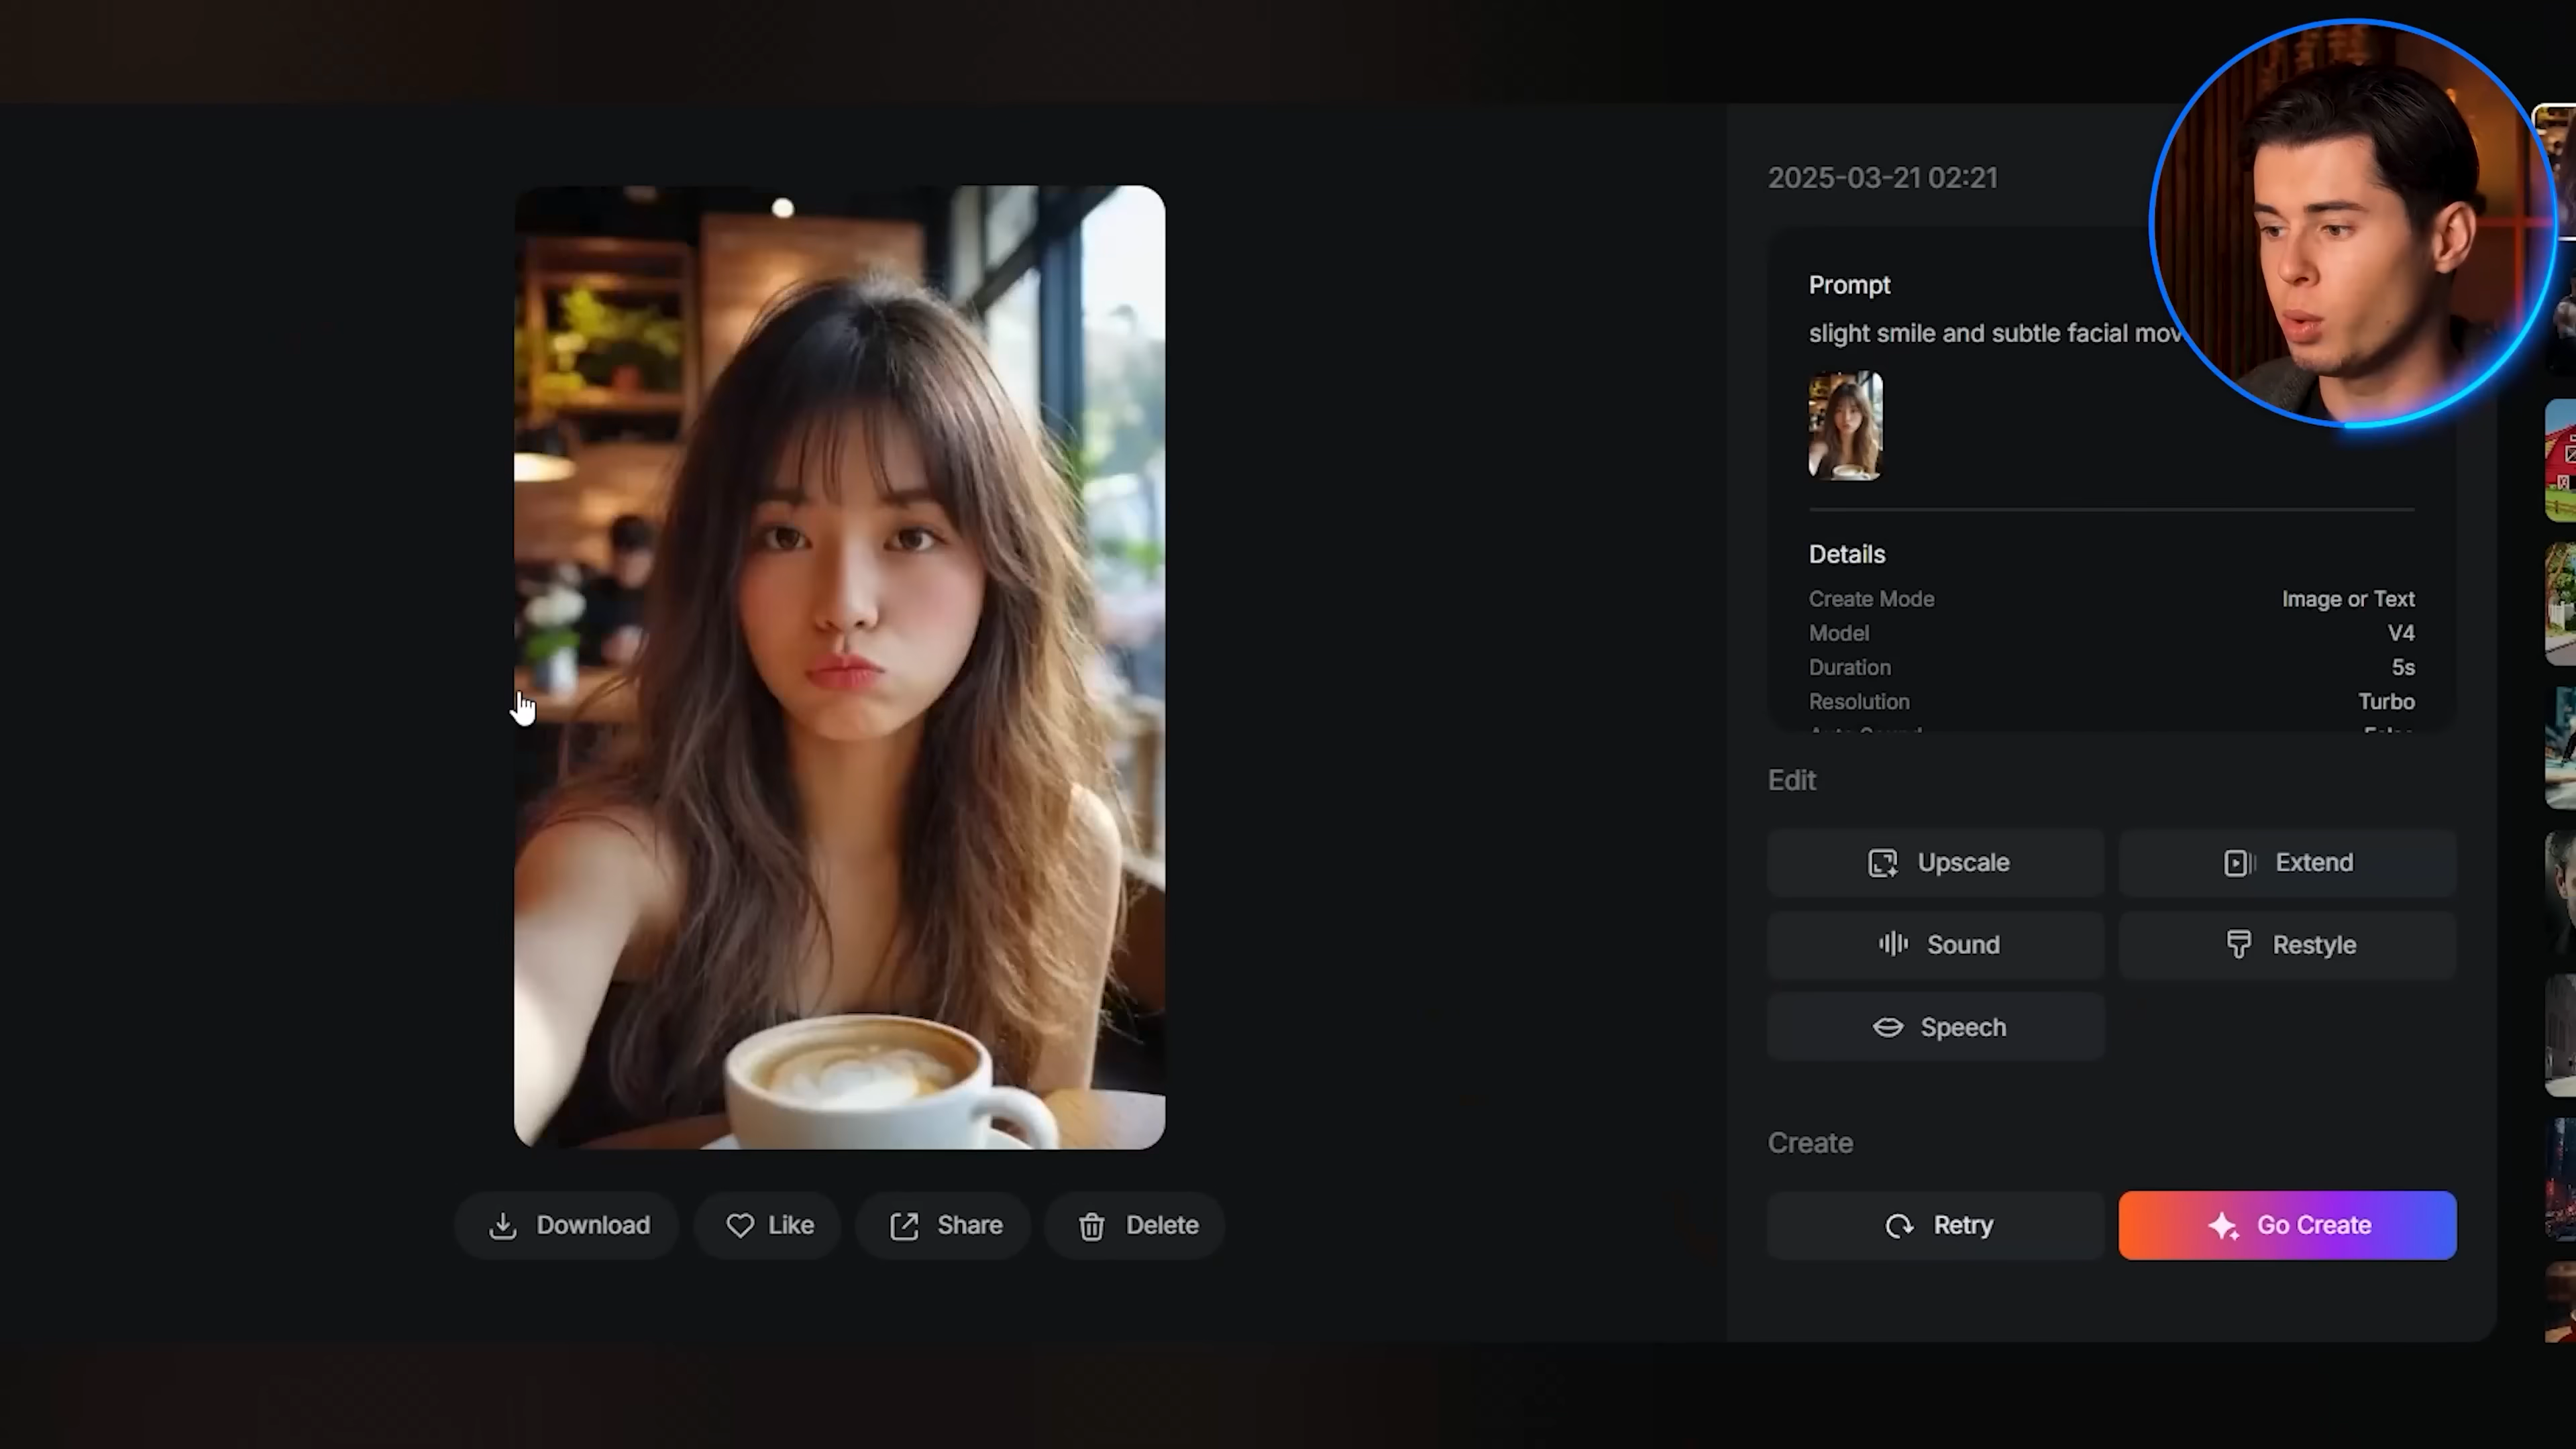 2025-03-21 02:21
Prompt
slight smile and subtle facial mov
Details
Create Mode Image or Text
Model V4
Duration 5s
Resolution Turbo
Edit
Upscale Extend
Sound Restyle
Speech
Create
Download Like Share Delete Retry Go Create